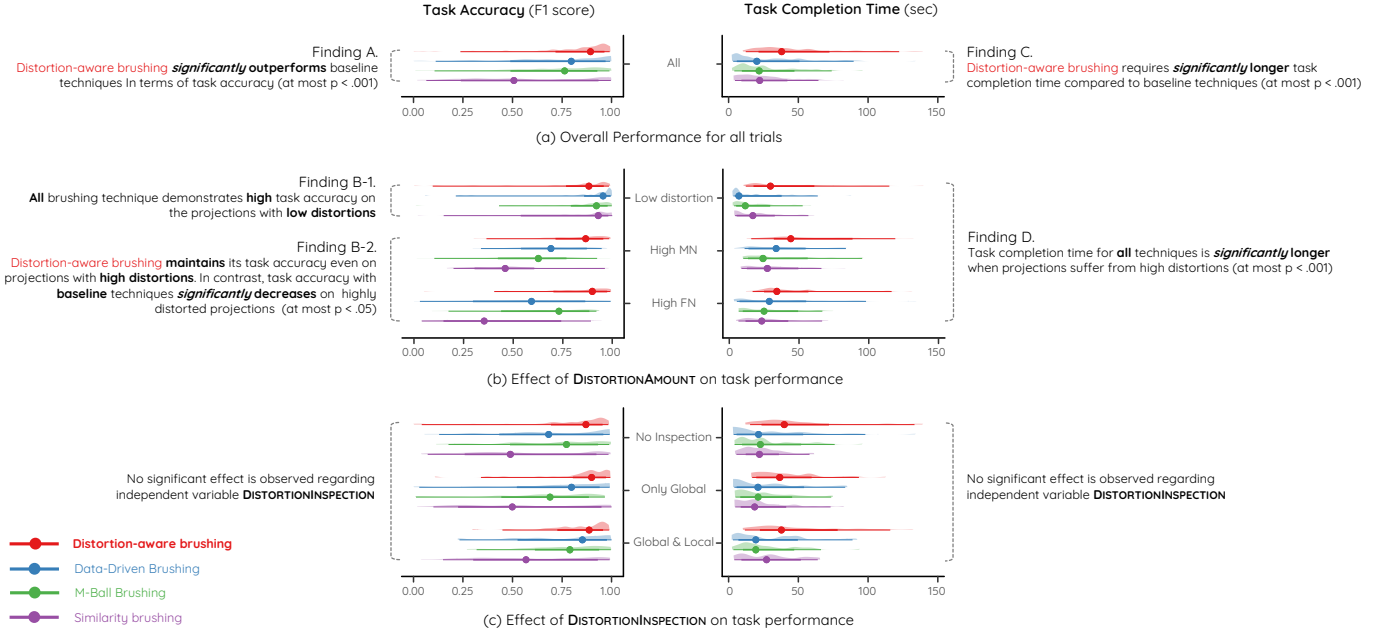 Task Accuracy (F1 score)
Task Completion Time (sec)
Finding A.
Distortion-aware brushing significantly outperforms baseline
techniques In terms of task accuracy (at most p < .001)
All
Finding C.
Distortion-aware brushing requires significantly longer task
completion time compared to baseline techniques (at most p < .001)
0.00 0.25 0.50 0.75 1.00
0 50 100 150
(a) Overall Performance for all trials
Finding B-1.
All brushing technique demonstrates high task accuracy on
the projections with low distortions
Finding B-2.
Distortion-aware brushing maintains its task accuracy even on
projections with high distortions. In contrast, task accuracy with
baseline techniques significantly decreases on highly
distorted projections (at most p < .05)
Low distortion
High MN
High FN
Finding D.
Task completion time for all techniques is significantly longer
when projections suffer from high distortions (at most p < .001)
0.00 0.25 0.50 0.75 1.00
0 50 100 150
(b) Effect of DISTORTIONAMOUNT on task performance
No significant effect is observed regarding
independent variable DISTORTIONINSPECTION
No Inspection
Only Global
Global & Local
No significant effect is observed regarding
independent variable DISTORTIONINSPECTION
0.00 0.25 0.50 0.75 1.00
0 50 100 150
(c) Effect of DISTORTIONINSPECTION on task performance
Distortion-aware brushing
Data-Driven Brushing
M-Ball Brushing
Similarity brushing